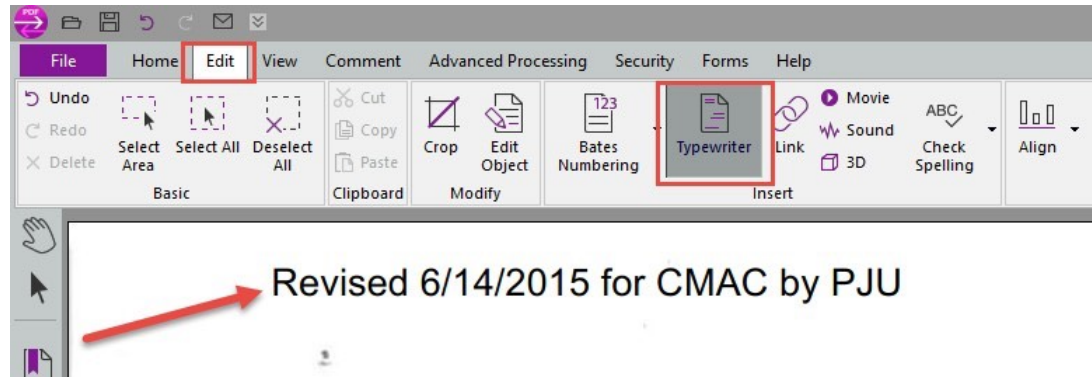 PDF
File Home Edit View Comment Advanced Processing Security Forms Help
Undo
Redo
Delete
Select Area
Select All
Deselect All
Basic
Cut
Copy
Paste
Clipboard
Crop
Edit Object
Modify
123
Bates Numbering
Typewriter
Link
Movie
Sound
3D
ABC
Check Spelling
Insert
Align
Revised 6/14/2015 for CMAC by PJU